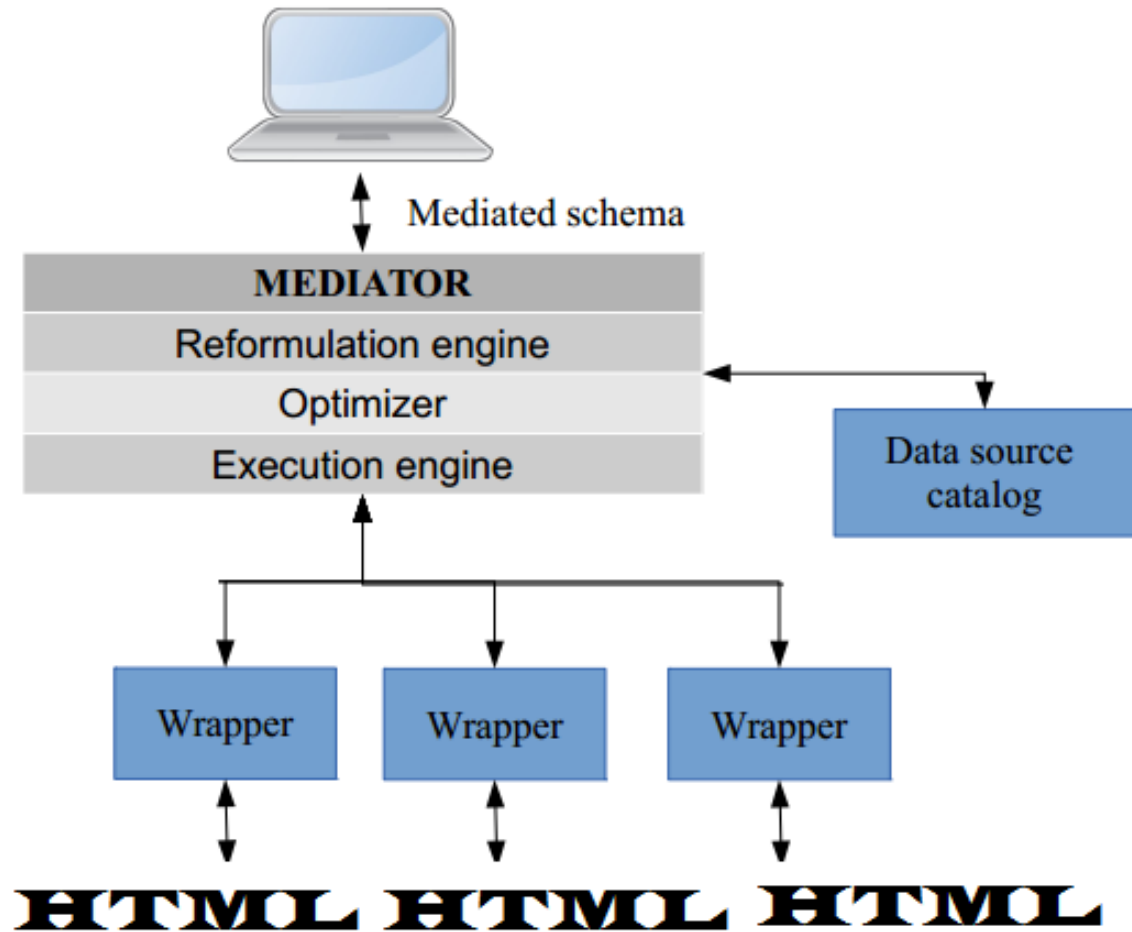 Mediated schema
MEDIATOR
Reformulation engine
Optimizer
Execution engine
Data source
catalog
Wrapper
Wrapper
Wrapper
HTML
HTML
HTML